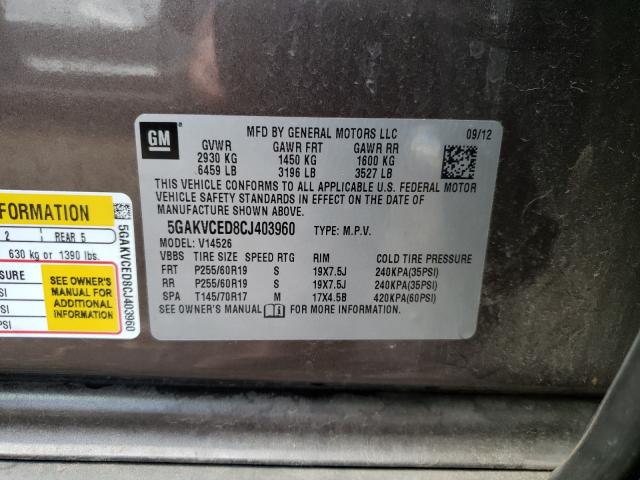 GM
MFD BY GENERAL MOTORS LLC 09/12
GVWR GAWR FRT GAWR RR
2930 KG 1450 KG 1600 KG
6459 LB 3196 LB 3527 LB
THIS VEHICLE CONFORMS TO ALL APPLICABLE U.S. FEDERAL MOTOR
VEHICLE SAFETY STANDARDS IN EFFECT ON THE DATE OF
MANUFACTURE SHOWN ABOVE.
5GAKVCED8CJ403960 TYPE: M.P.V.
MODEL: V14526
VBBS TIRE SIZE SPEED RTG RIM COLD TIRE PRESSURE
FRT P255/60R19 S 19X7.5J 240KPA(35PSI)
RR P255/60R19 S 19X7.5J 240KPA(35PSI)
SPA T145/70R17 M 17X4.5B 420KPA(60PSI)
SEE OWNER'S MANUAL FOR MORE INFORMATION.
FORMATION
2 REAR 5
630 kg or 1390 lbs.
SURE
SEE OWNER'S
MANUAL FOR
ADDITIONAL
INFORMATION
SI)
SI)
PSI)
5GAKVCED8CJ403960